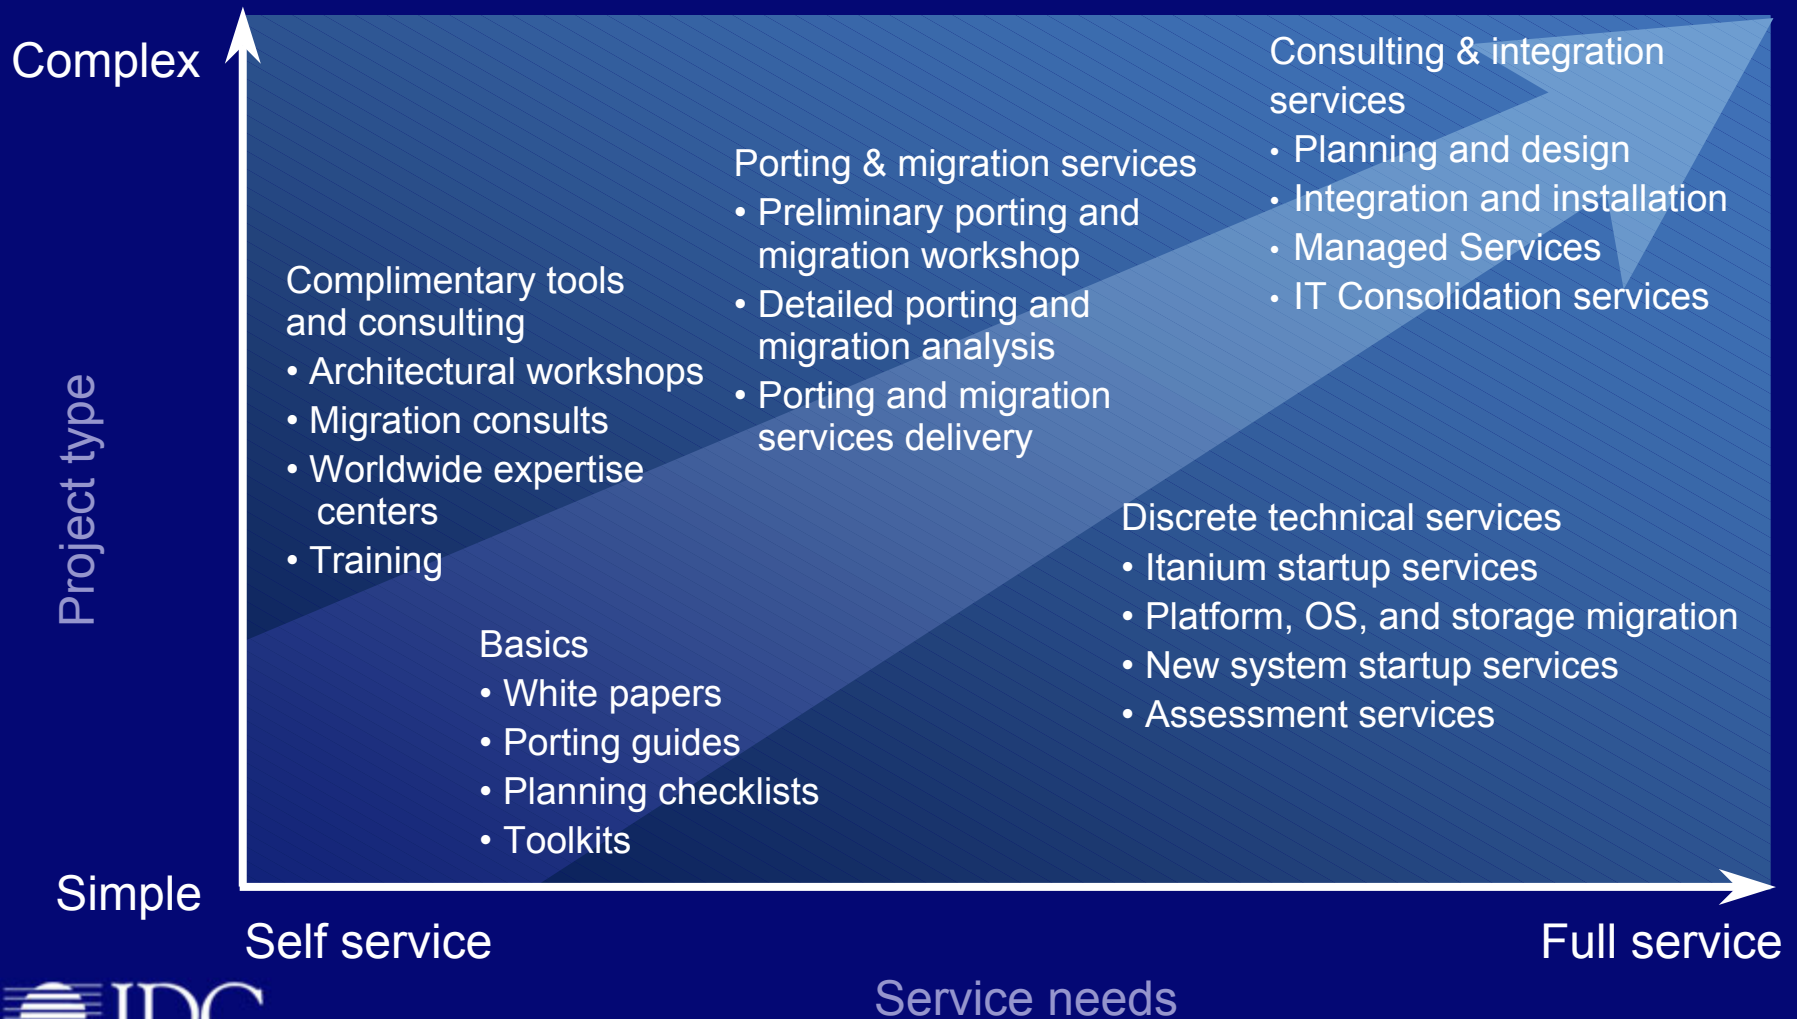 Complex
Consulting & integration
services
• Planning and design
• Integration and installation
• Managed Services
• IT Consolidation services
Porting & migration services
• Preliminary porting and
migration workshop
• Detailed porting and
migration analysis
• Porting and migration
services delivery
Complimentary tools
and consulting
• Architectural workshops
• Migration consults
• Worldwide expertise
centers
• Training
Project type
Discrete technical services
• Itanium startup services
• Platform, OS, and storage migration
• New system startup services
• Assessment services
Basics
• White papers
• Porting guides
• Planning checklists
• Toolkits
Simple
Self service
Full service
Service needs
IDC